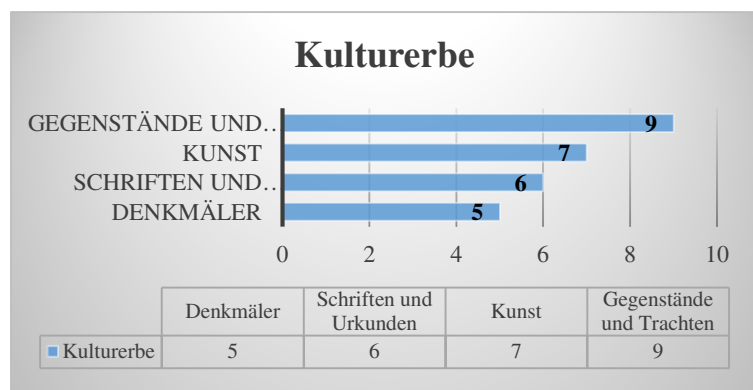 Kulturerbe
GEGENSTÄNDE UND..
9
KUNST
7
SCHRIFTEN UND..
6
DENKMÄLER
5
0 2 4 6 8 10
Denkmäler Schriften und Urkunden Kunst Gegenstände und Trachten
Kulturerbe 5 6 7 9